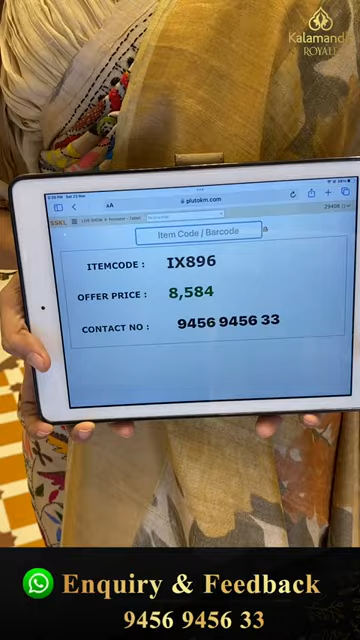 Kalamandir
ROYALE
plutokm.com
SSKL
Item Code / Barcode
ITEMCODE : IX896
OFFER PRICE : 8,584
CONTACT NO : 9456 9456 33
Enquiry & Feedback
9456 9456 33